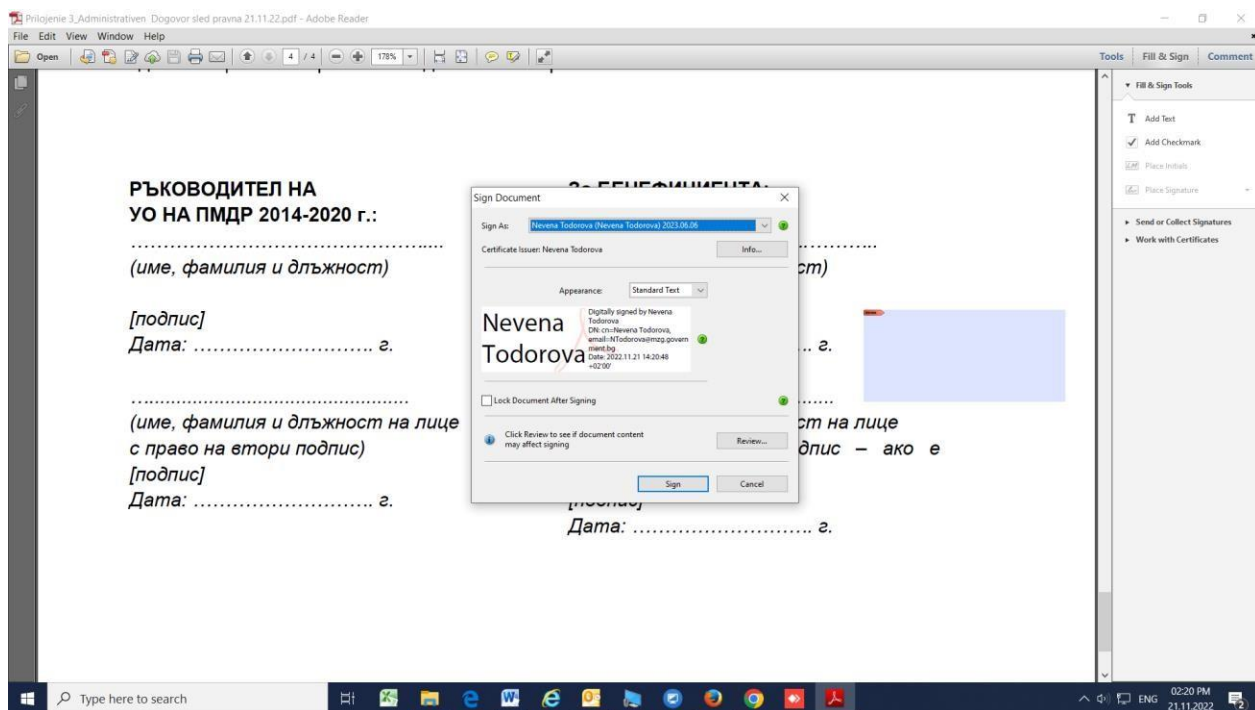 Prilojenie 3_Administrativen Dogovor sled pravna 21.11.22.pdf - Adobe Reader
File Edit View Window Help
Open 4 / 4 178% Tools Fill & Sign Comment
Fill & Sign Tools
T Add Text
Add Checkmark
Place Initials
Place Signature
Send or Collect Signatures
Work with Certificates
РЪКОВОДИТЕЛ НА
УО НА ПМДР 2014-2020 г.:
…………………………………….....
(име, фамилия и длъжност)
[подпис]
Дата: ………………………. г.
…..............................................
(име, фамилия и длъжност на лице
с право на втори подпис)
[подпис]
Дата: ………………………. г.
За БЕНЕФИЦИЕНТА:
ст)
.. г.
ст на лице
дпис – ако е
[подпис]
Дата: ………………………. г.
Sign Document
Sign As: Nevena Todorova (Nevena Todorova) 2023.06.06
Certificate Issuer: Nevena Todorova Info...
Appearance: Standard Text
Nevena
Todorova
Digitally signed by Nevena
Todorova
DN: cn=Nevena Todorova,
email=NTodorova@mzg.govern
ment.bg
Date: 2022.11.21 14:20:48
+02'00'
Lock Document After Signing
Click Review to see if document content
may affect signing
Review...
Sign Cancel
Type here to search
ENG
02:20 PM
21.11.2022